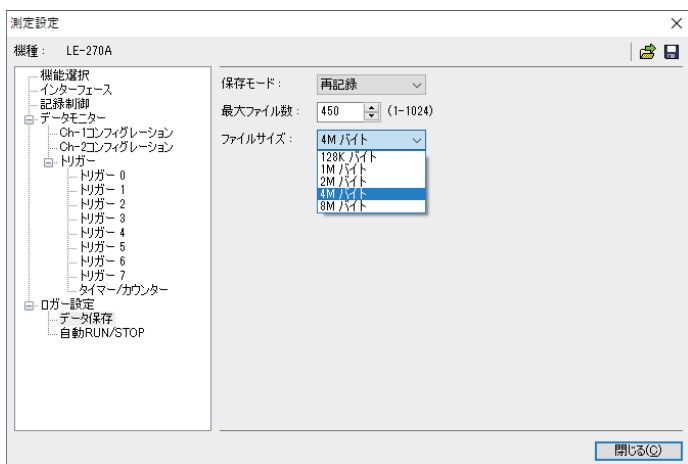 測定設定
機種： LE-270A
機能選択
インターフェース
記録制御
データモニター
Ch-1コンフィグレーション
Ch-2コンフィグレーション
トリガー
トリガー 0
トリガー 1
トリガー 2
トリガー 3
トリガー 4
トリガー 5
トリガー 6
トリガー 7
タイマー/カウンター
ロガー設定
データ保存
自動RUN/STOP
保存モード： 再記録
最大ファイル数： 450 (1-1024)
ファイルサイズ： 4M バイト
128K バイト
1M バイト
2M バイト
4M バイト
8M バイト
閉じる(C)